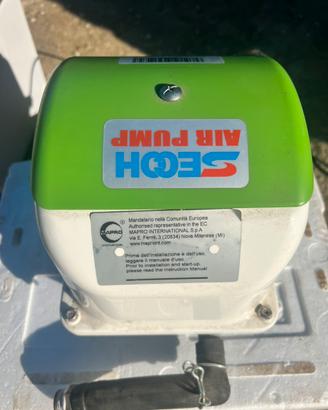 SECOH
AIR PUMP
MAPRO
®
Mandatario nella Comunità Europea
Authorised representative in the EC
MAPRO INTERNATIONAL S.p.A
via E. Fermi, 3 (20834) Nova Milanese (MI)
www.maproint.com
Prima dell'installazione e dell'uso,
leggere il manuale d'uso.
Prior to installation and start-up,
please read the Instruction Manual